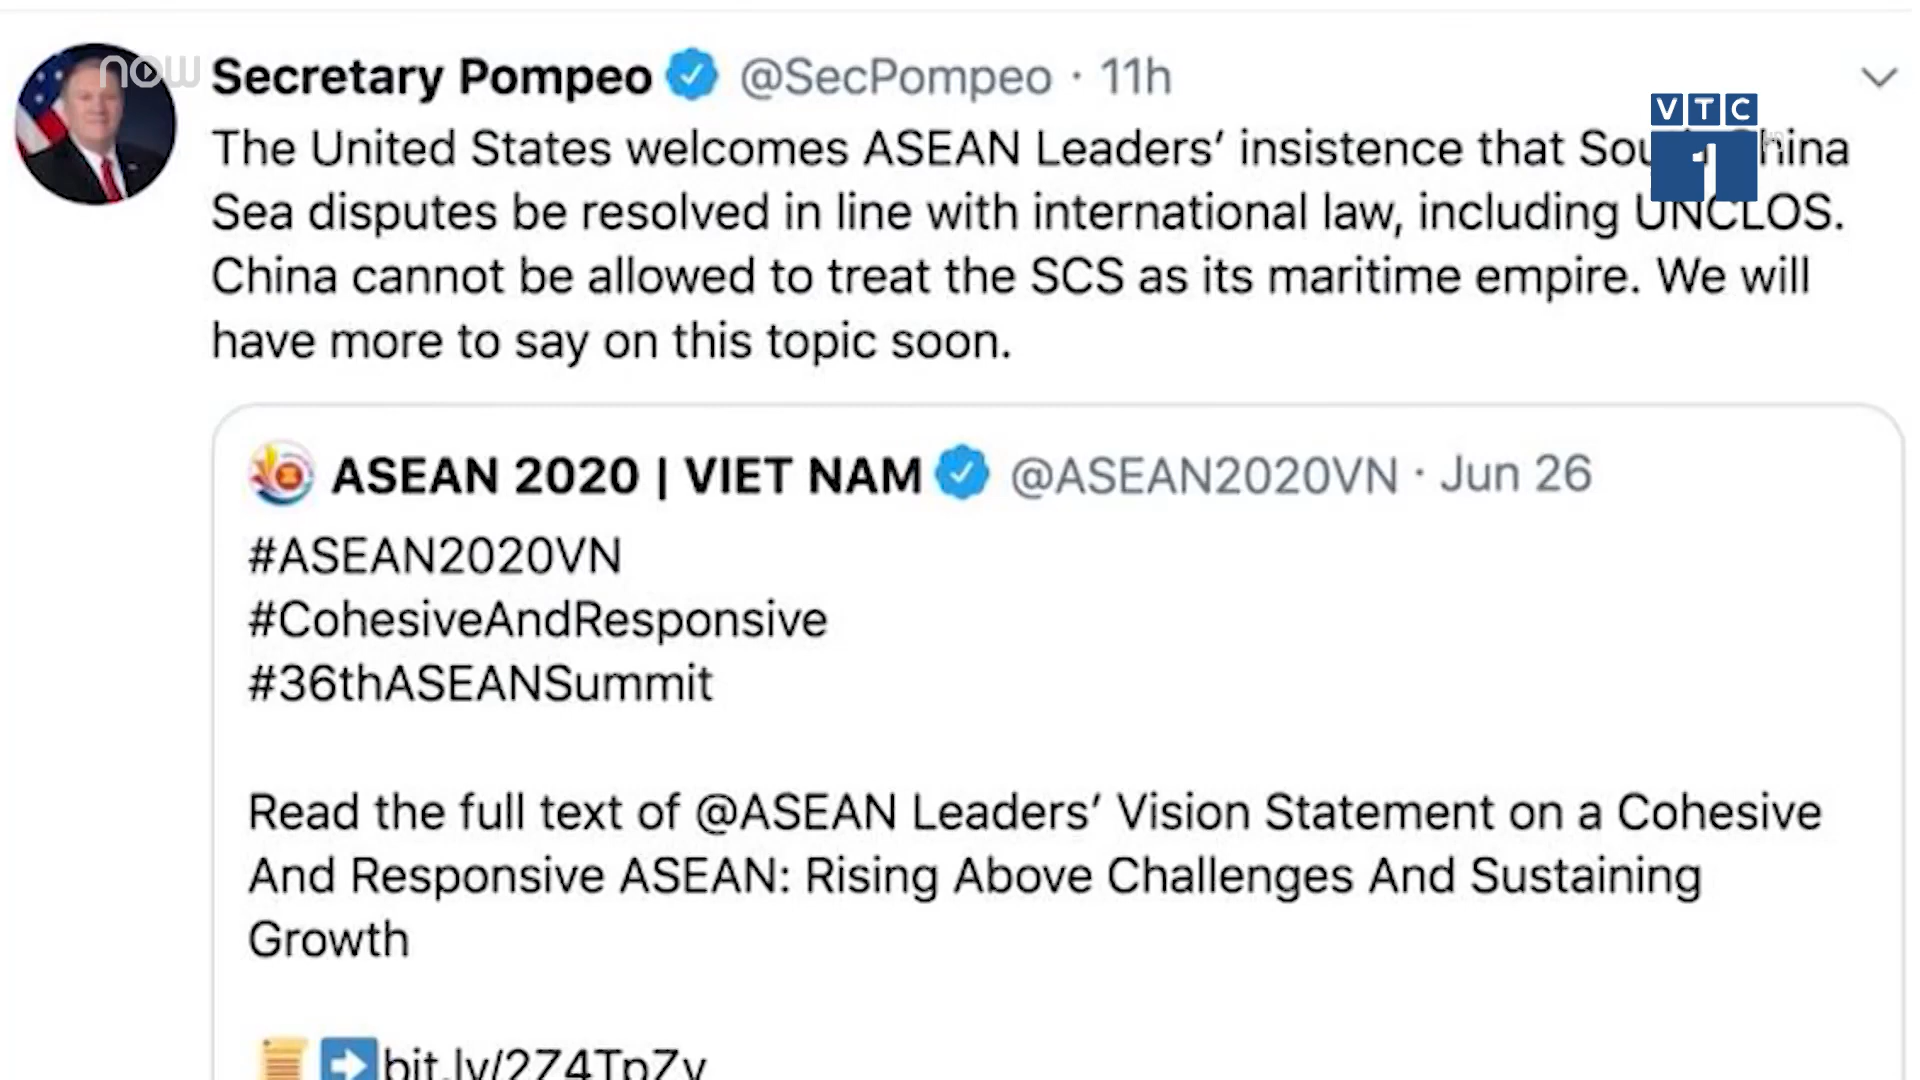 now
Secretary Pompeo @SecPompeo · 11h
VTC
1
The United States welcomes ASEAN Leaders’ insistence that South China
Sea disputes be resolved in line with international law, including UNCLOS.
China cannot be allowed to treat the SCS as its maritime empire. We will
have more to say on this topic soon.
ASEAN 2020 | VIET NAM @ASEAN2020VN · Jun 26
#ASEAN2020VN
#CohesiveAndResponsive
#36thASEANSummit
Read the full text of @ASEAN Leaders’ Vision Statement on a Cohesive
And Responsive ASEAN: Rising Above Challenges And Sustaining
Growth
bit.ly/2Z4TpZy